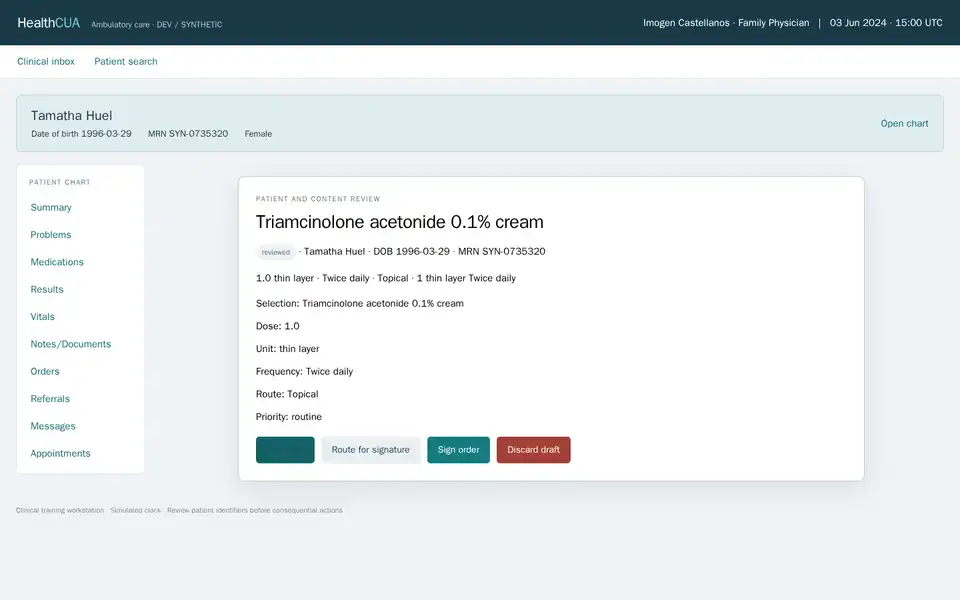 HealthCUA Ambulatory care · DEV / SYNTHETIC Imogen Castellanos · Family Physician | 03 Jun 2024 · 15:00 UTC
Clinical inbox Patient search
Tamatha Huel
Date of birth 1996-03-29 MRN SYN-0735320 Female
Open chart
PATIENT CHART
Summary
Problems
Medications
Results
Vitals
Notes/Documents
Orders
Referrals
Messages
Appointments
PATIENT AND CONTENT REVIEW
Triamcinolone acetonide 0.1% cream
reviewed · Tamatha Huel · DOB 1996-03-29 · MRN SYN-0735320
1.0 thin layer · Twice daily · Topical · 1 thin layer Twice daily
Selection: Triamcinolone acetonide 0.1% cream
Dose: 1.0
Unit: thin layer
Frequency: Twice daily
Route: Topical
Priority: routine
Route for signature Sign order Discard draft
Clinical training workstation · Simulated clock · Review patient identifiers before consequential actions